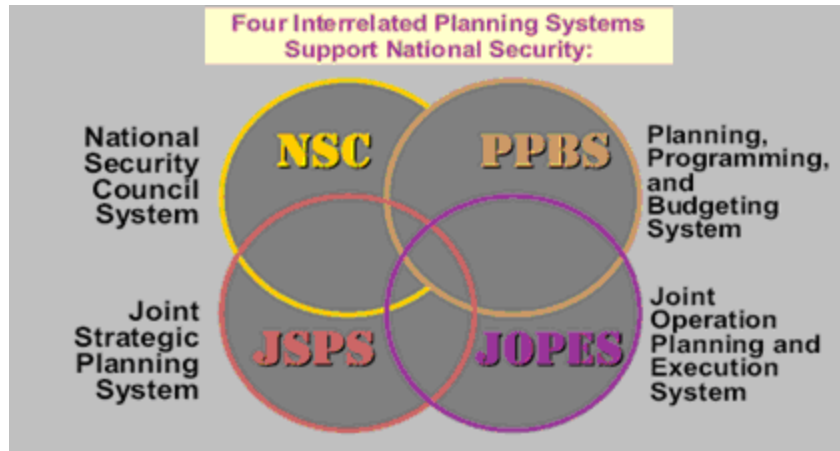 Four Interrelated Planning Systems
Support National Security:
National
Security
Council
System
NSC
PPBS
Planning,
Programming,
and
Budgeting
System
Joint
Strategic
Planning
System
JSPS
JOPES
Joint
Operation
Planning and
Execution
System